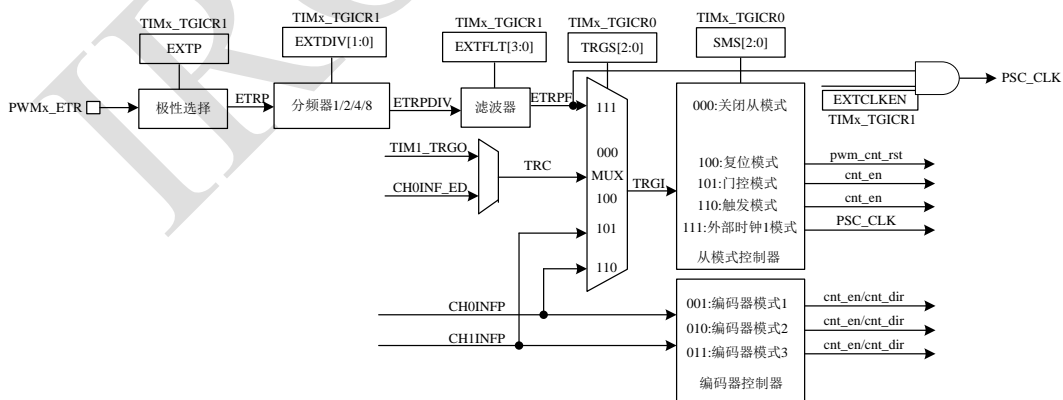 TIMx_TGICR1
EXTP
TIMx_TGICR1
EXTDIV[1:0]
TIMx_TGICR1
EXTFLT[3:0]
TIMx_TGICR0
TRGS[2:0]
TIMx_TGICR0
SMS[2:0]
PWMx_ETR
极性选择
ETRP
分频器1/2/4/8
ETRPDIV
滤波器
ETRPF
111
000
MUX
100
101
110
000:关闭从模式
EXTCLKEN
TIMx_TGICR1
PSC_CLK
TIM1_TRGO
CH0INF_ED
TRC
TRGI
100:复位模式
pwm_cnt_rst
101:门控模式
cnt_en
110:触发模式
cnt_en
111:外部时钟1模式
PSC_CLK
从模式控制器
CH0INFP
CH1INFP
001:编码器模式1
cnt_en/cnt_dir
010:编码器模式2
cnt_en/cnt_dir
011:编码器模式3
cnt_en/cnt_dir
编码器控制器